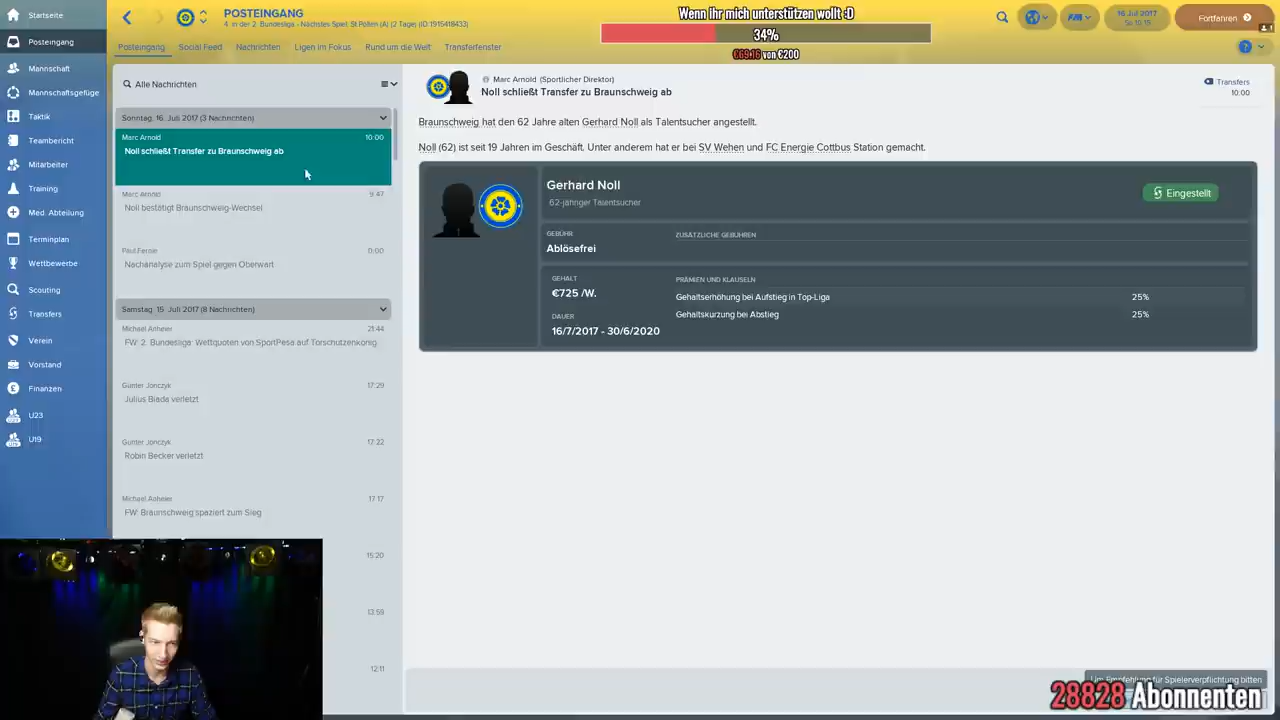 Startseite
Posteingang
Mannschaft
Mannschaftsgefüge
Taktik
Teambericht
Mitarbeiter
Training
Med. Abteilung
Terminplan
Wettbewerbe
Scouting
Transfers
Verein
Vorstand
Finanzen
U23
U19
POSTEINGANG
4. in der 2. Bundesliga - Nächstes Spiel: St.Pölten (A) (2 Tage) (ID:1915418433)
Wenn ihr mich unterstützen wollt :D
34%
€69.16 von €200
FM
16 Jul 2017
So 10:15
Fortfahren
1
Posteingang
Social Feed
Nachrichten
Ligen im Fokus
Rund um die Welt
Transferfenster
?
Alle Nachrichten
Sonntag, 16. Juli 2017 (3 Nachrichten)
Marc Arnold 10:00
Noll schließt Transfer zu Braunschweig ab
Marc Arnold 9:47
Noll bestätigt Braunschweig-Wechsel
Paul Fernie 0:00
Nachanalyse zum Spiel gegen Oberwart
Samstag, 15. Juli 2017 (8 Nachrichten)
Michael Anheier 21:44
FW: 2. Bundesliga: Wettquoten von SportPesa auf Torschützenkönig
Günter Jonczyk 17:29
Julius Biada verletzt
Günter Jonczyk 17:22
Robin Becker verletzt
Michael Anheier 17:17
FW: Braunschweig spaziert zum Sieg
15:20
13:59
12:11
Marc Arnold (Sportlicher Direktor)
Noll schließt Transfer zu Braunschweig ab
Transfers
10:00
Braunschweig hat den 62 Jahre alten Gerhard Noll als Talentsucher angestellt.
Noll (62) ist seit 19 Jahren im Geschäft. Unter anderem hat er bei SV Wehen und FC Energie Cottbus Station gemacht.
Gerhard Noll
62-jähriger Talentsucher
Eingestellt
GEBÜHR
Ablösefrei
ZUSÄTZLICHE GEBÜHREN
GEHALT
€725 /W.
DAUER
16/7/2017 - 30/6/2020
PRÄMIEN UND KLAUSELN
Gehaltserhöhung bei Aufstieg in Top-Liga 25%
Gehaltskürzung bei Abstieg 25%
Um Empfehlung für Spielerverpflichtung bitten
28828 Abonnenten